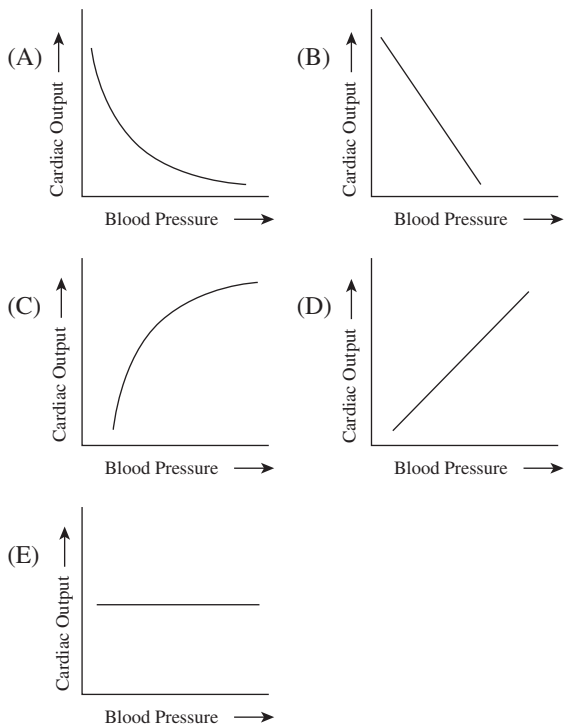 (A)
Cardiac Output
Blood Pressure
(B)
Cardiac Output
Blood Pressure
(C)
Cardiac Output
Blood Pressure
(D)
Cardiac Output
Blood Pressure
(E)
Cardiac Output
Blood Pressure